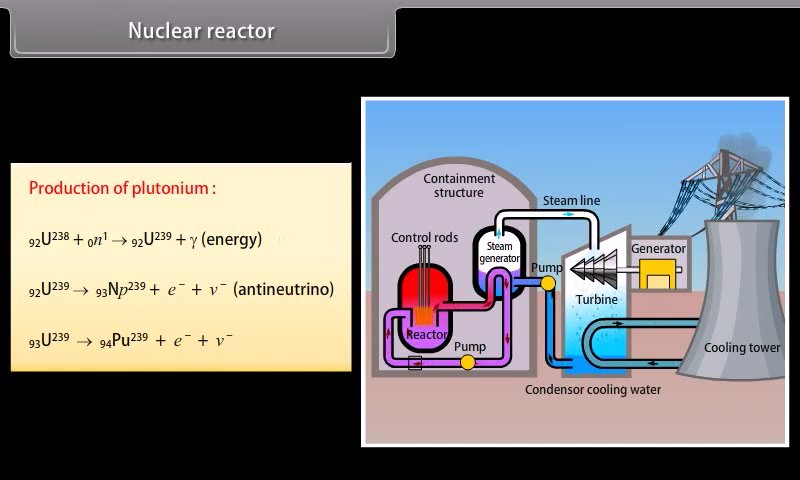 Nuclear reactor
Production of plutonium :
₉₂U²³⁸ + ₀n¹ → ₉₂U²³⁹ + γ (energy)
₉₂U²³⁹ → ₉₃Np²³⁹ + e⁻ + ν⁻ (antineutrino)
₉₃U²³⁹ → ₉₄Pu²³⁹ + e⁻ + ν⁻
Containment
structure
Steam line
Control rods
Steam
generator
Pump
Generator
Turbine
Reactor
Pump
Cooling tower
Condensor cooling water